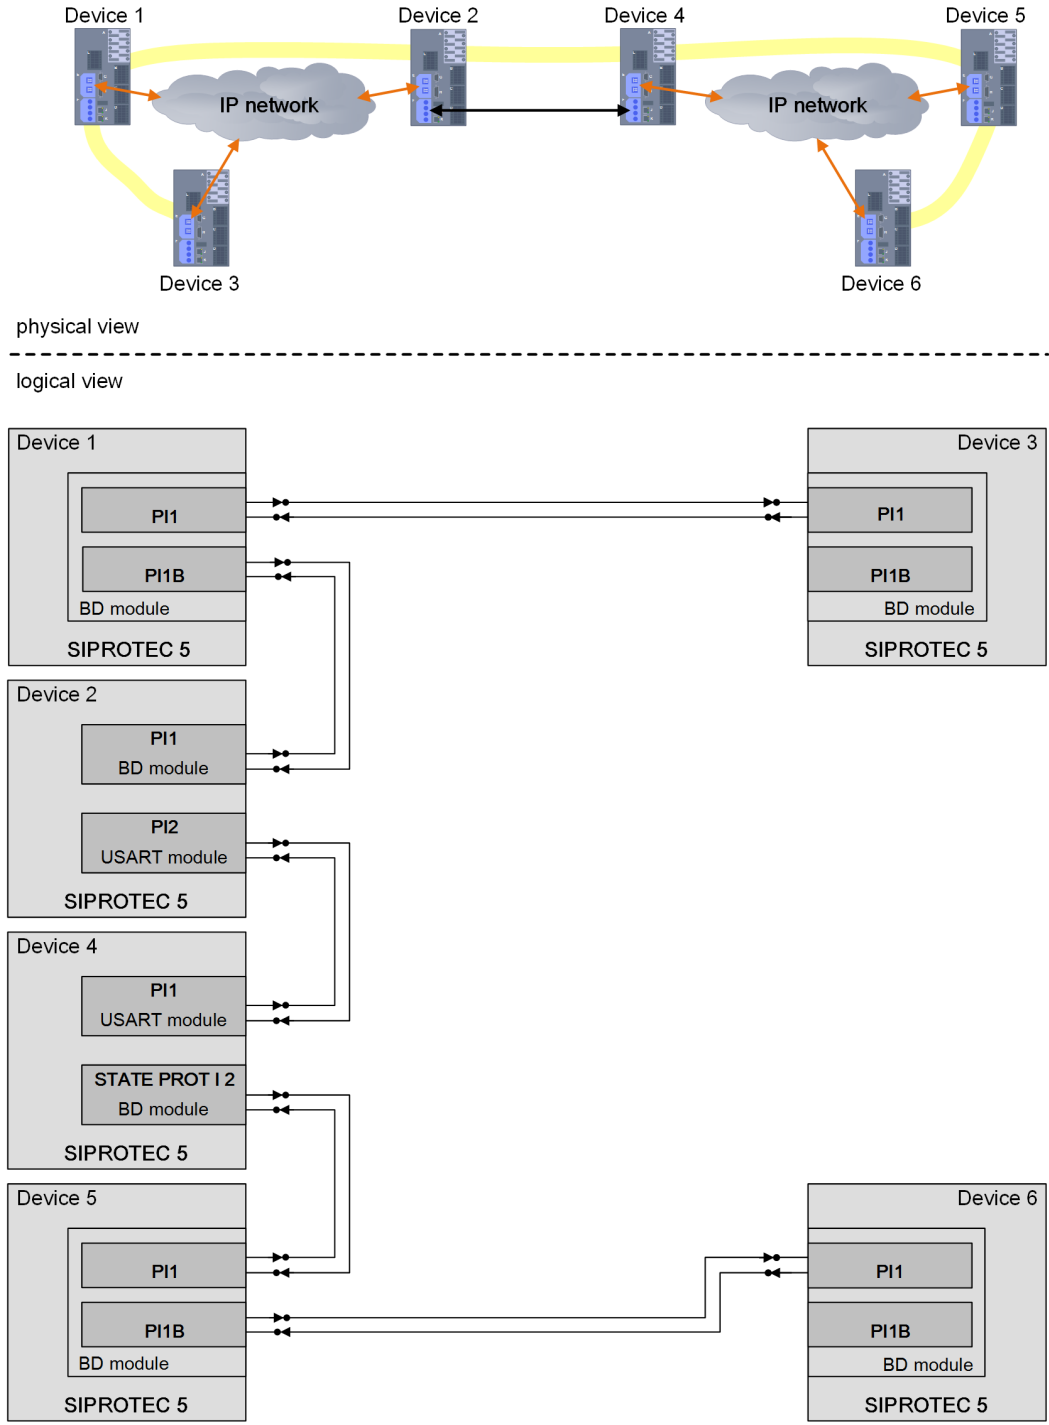 Device 1
Device 2
Device 4
Device 5
IP network
IP network
Device 3
Device 6
physical view
logical view
Device 1
PI1
PI1B
BD module
SIPROTEC 5
Device 3
PI1
PI1B
BD module
SIPROTEC 5
Device 2
PI1
BD module
PI2
USART module
SIPROTEC 5
Device 4
PI1
USART module
STATE PROT I 2
BD module
SIPROTEC 5
Device 5
PI1
PI1B
BD module
SIPROTEC 5
Device 6
PI1
PI1B
BD module
SIPROTEC 5